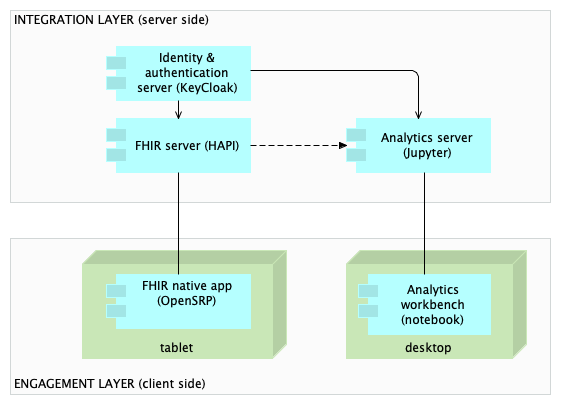 INTEGRATION LAYER (server side)
Identity &
authentication
server (KeyCloak)
FHIR server (HAPI)
Analytics server
(Jupyter)
FHIR native app
(OpenSRP)
tablet
Analytics
workbench
(notebook)
desktop
ENGAGEMENT LAYER (client side)